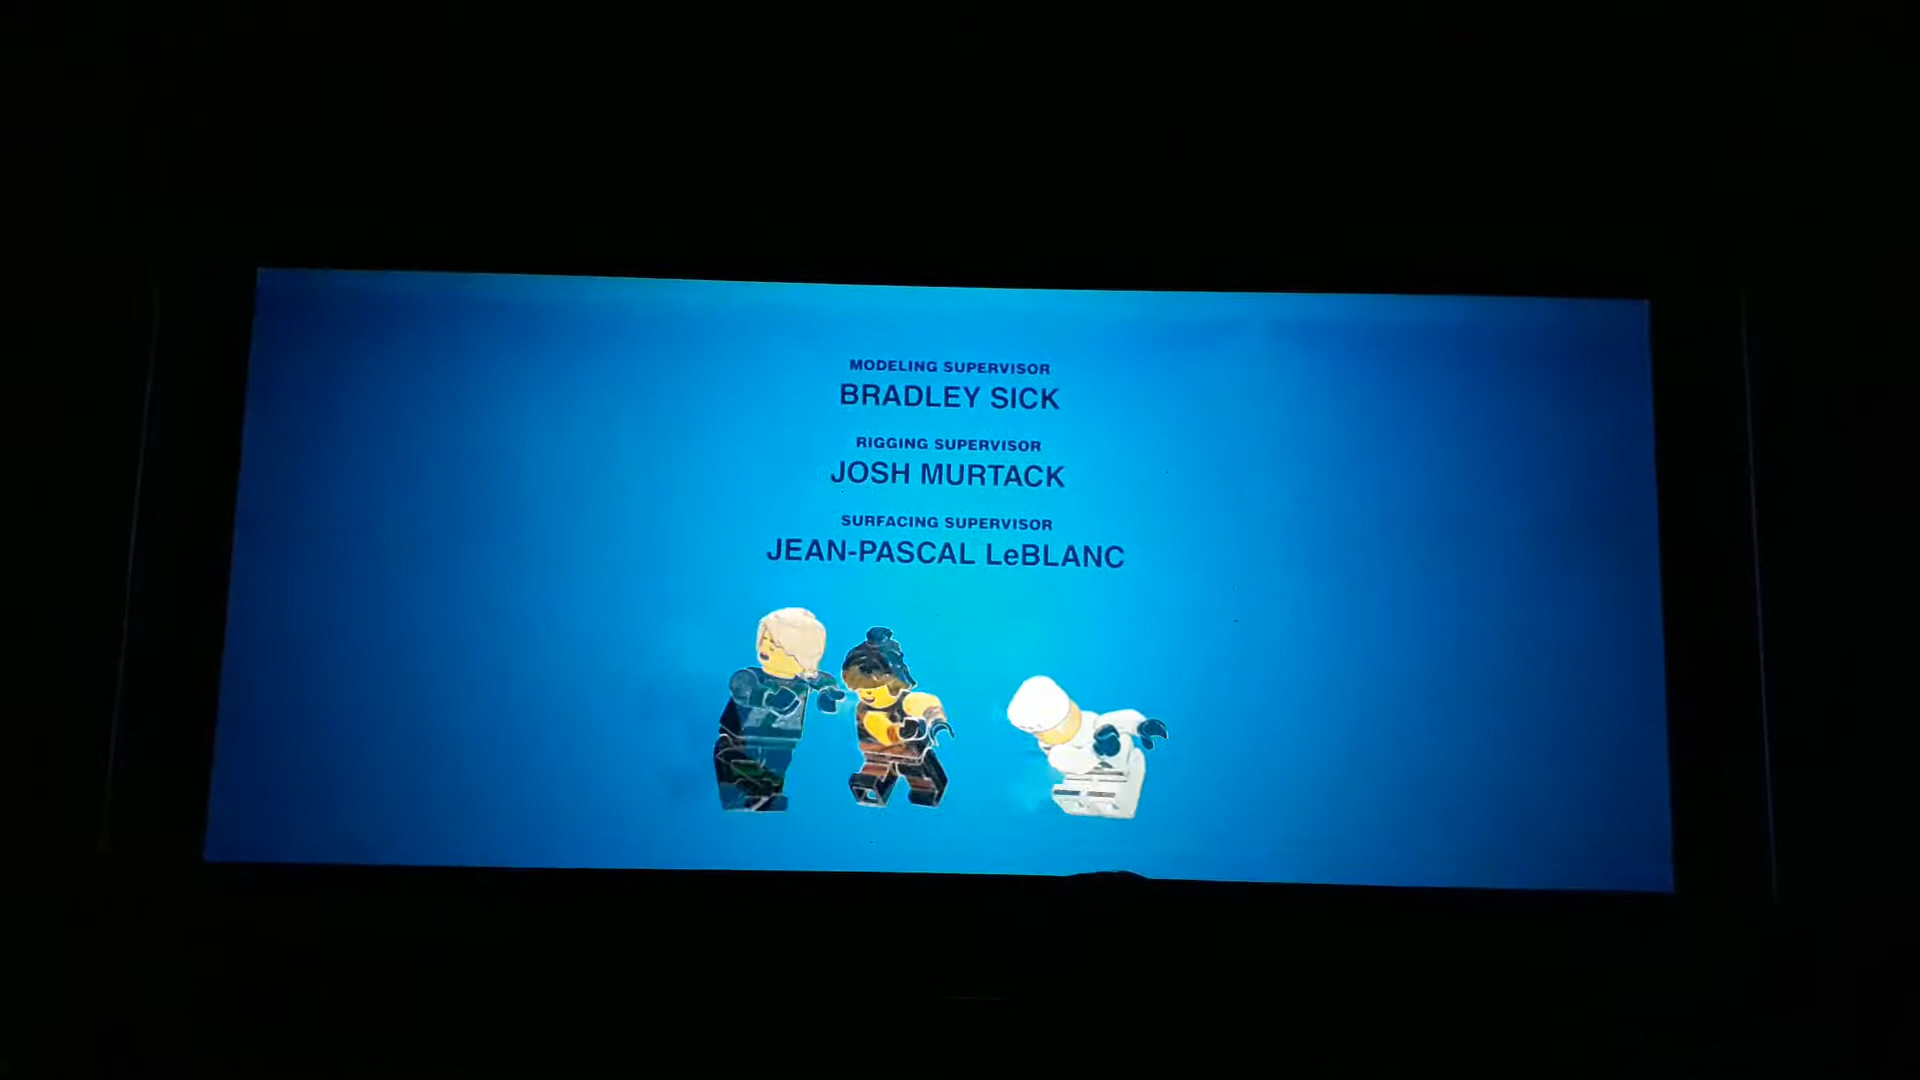 MODELING SUPERVISOR
BRADLEY SICK
RIGGING SUPERVISOR
JOSH MURTACK
SURFACING SUPERVISOR
JEAN-PASCAL LeBLANC